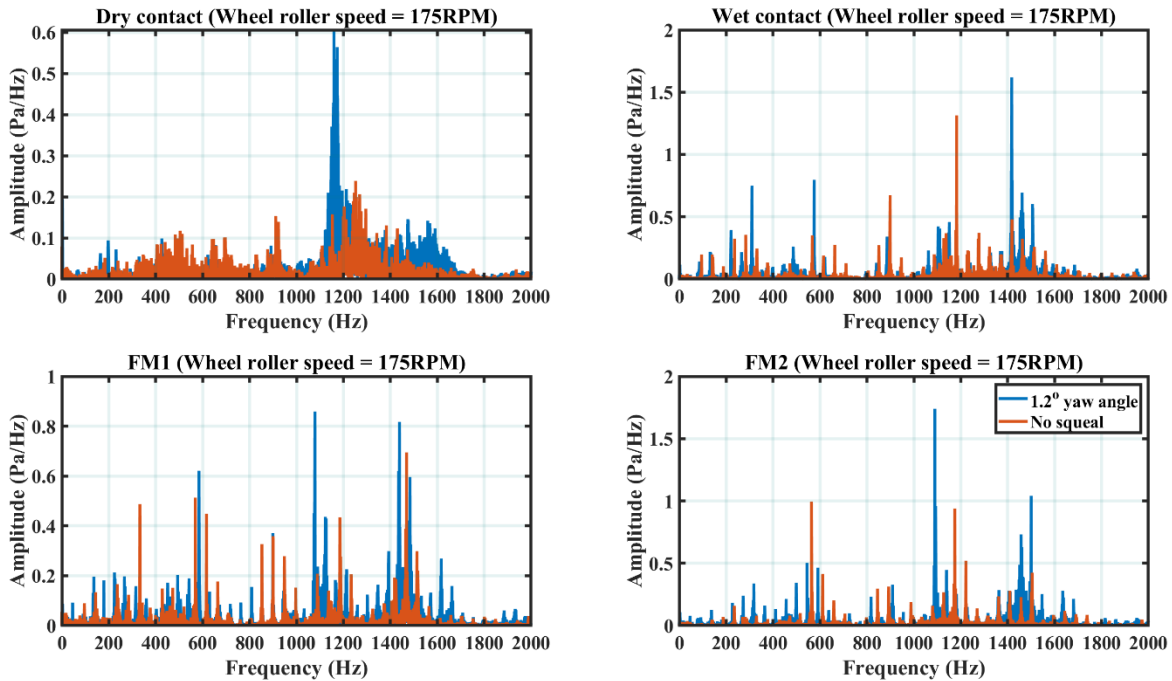 Dry contact (Wheel roller speed = 175RPM)
0.6
0.5
0.4
0.3
0.2
0.1
0
Amplitude (Pa/Hz)
0 200 400 600 800 1000 1200 1400 1600 1800 2000
Frequency (Hz)
Wet contact (Wheel roller speed = 175RPM)
2
1.5
1
0.5
0
Amplitude (Pa/Hz)
0 200 400 600 800 1000 1200 1400 1600 1800 2000
Frequency (Hz)
FM1 (Wheel roller speed = 175RPM)
1
0.8
0.6
0.4
0.2
0
Amplitude (Pa/Hz)
0 200 400 600 800 1000 1200 1400 1600 1800 2000
Frequency (Hz)
FM2 (Wheel roller speed = 175RPM)
2
1.5
1
0.5
0
Amplitude (Pa/Hz)
1.2° yaw angle
No squeal
0 200 400 600 800 1000 1200 1400 1600 1800 2000
Frequency (Hz)